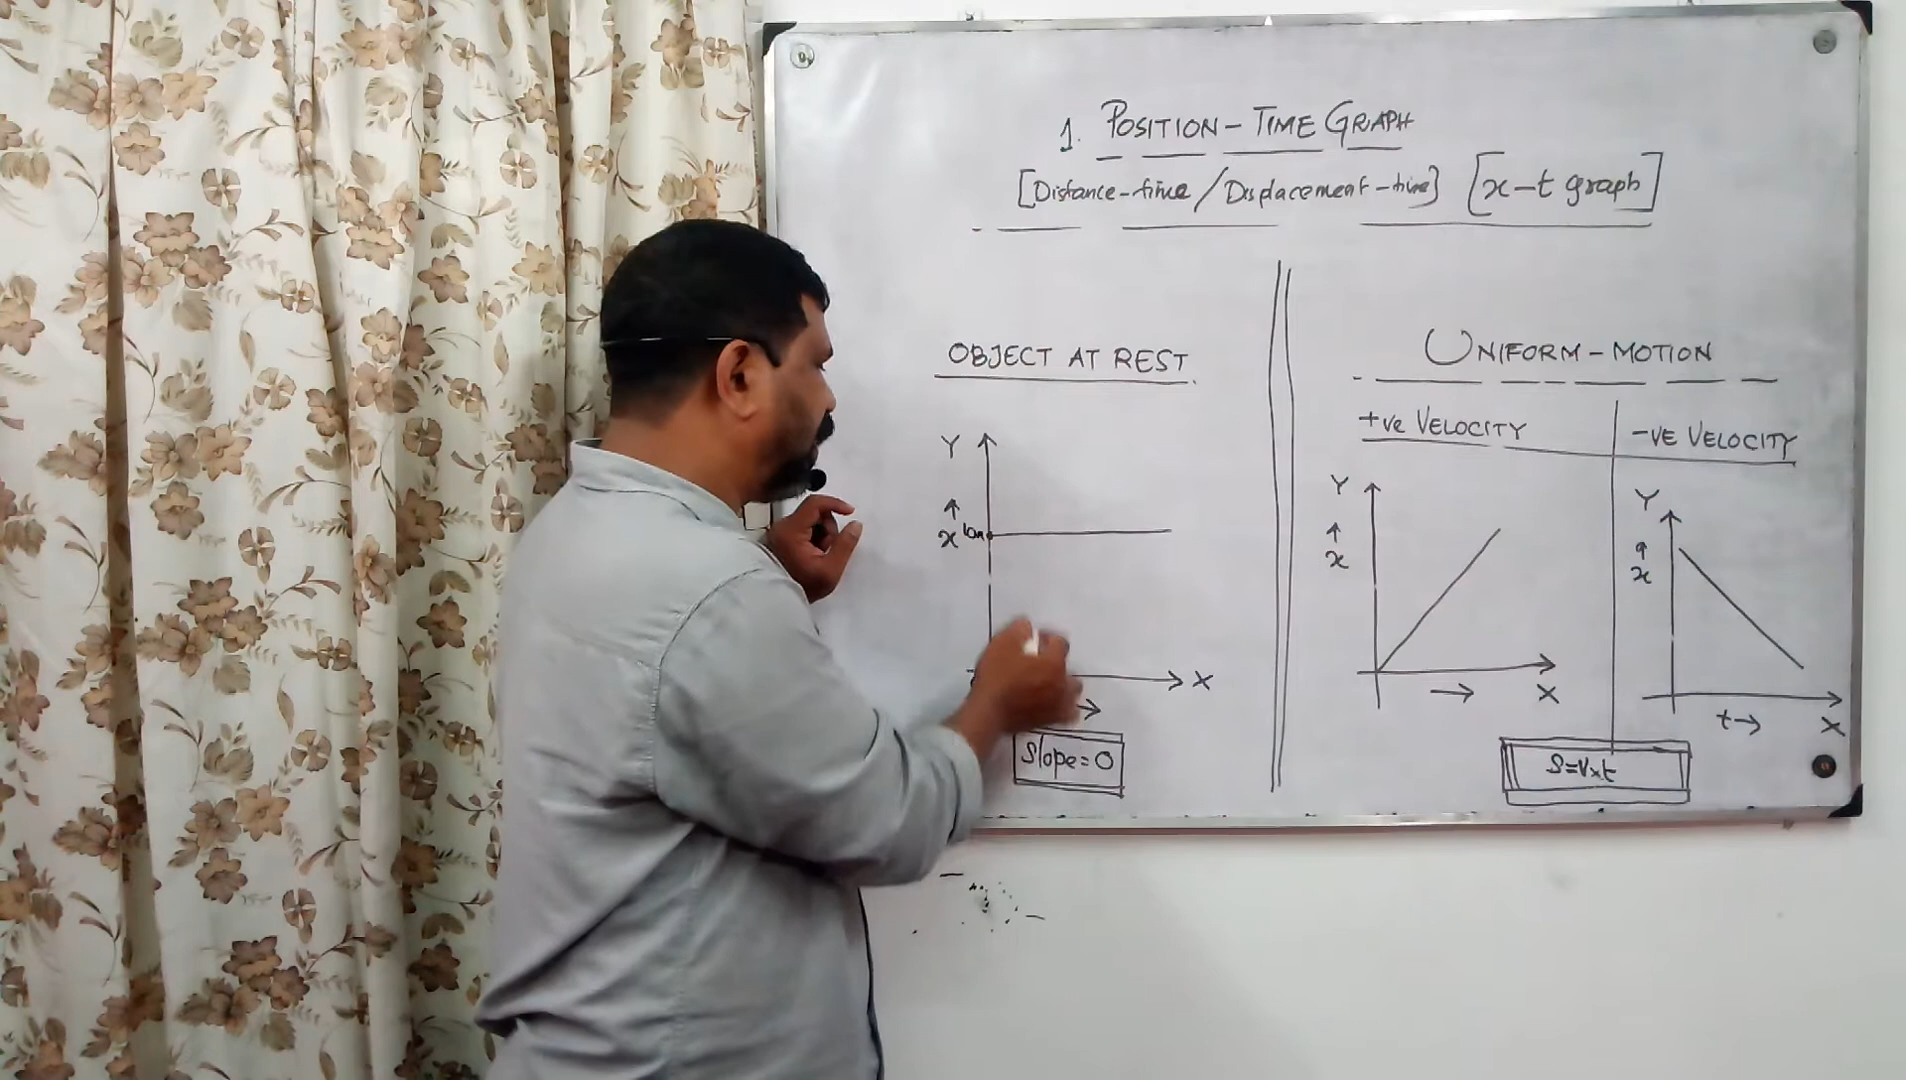 1. POSITION-TIME GRAPH
[Distance-time/Displacement-time] [x-t graph]
OBJECT AT REST
Y
↑
x
→ X
→
Slope=0
UNIFORM-MOTION
+ve VELOCITY
-VE VELOCITY
Y
↑
x
→
X
Y
↑
x
t→
X
S=V×t